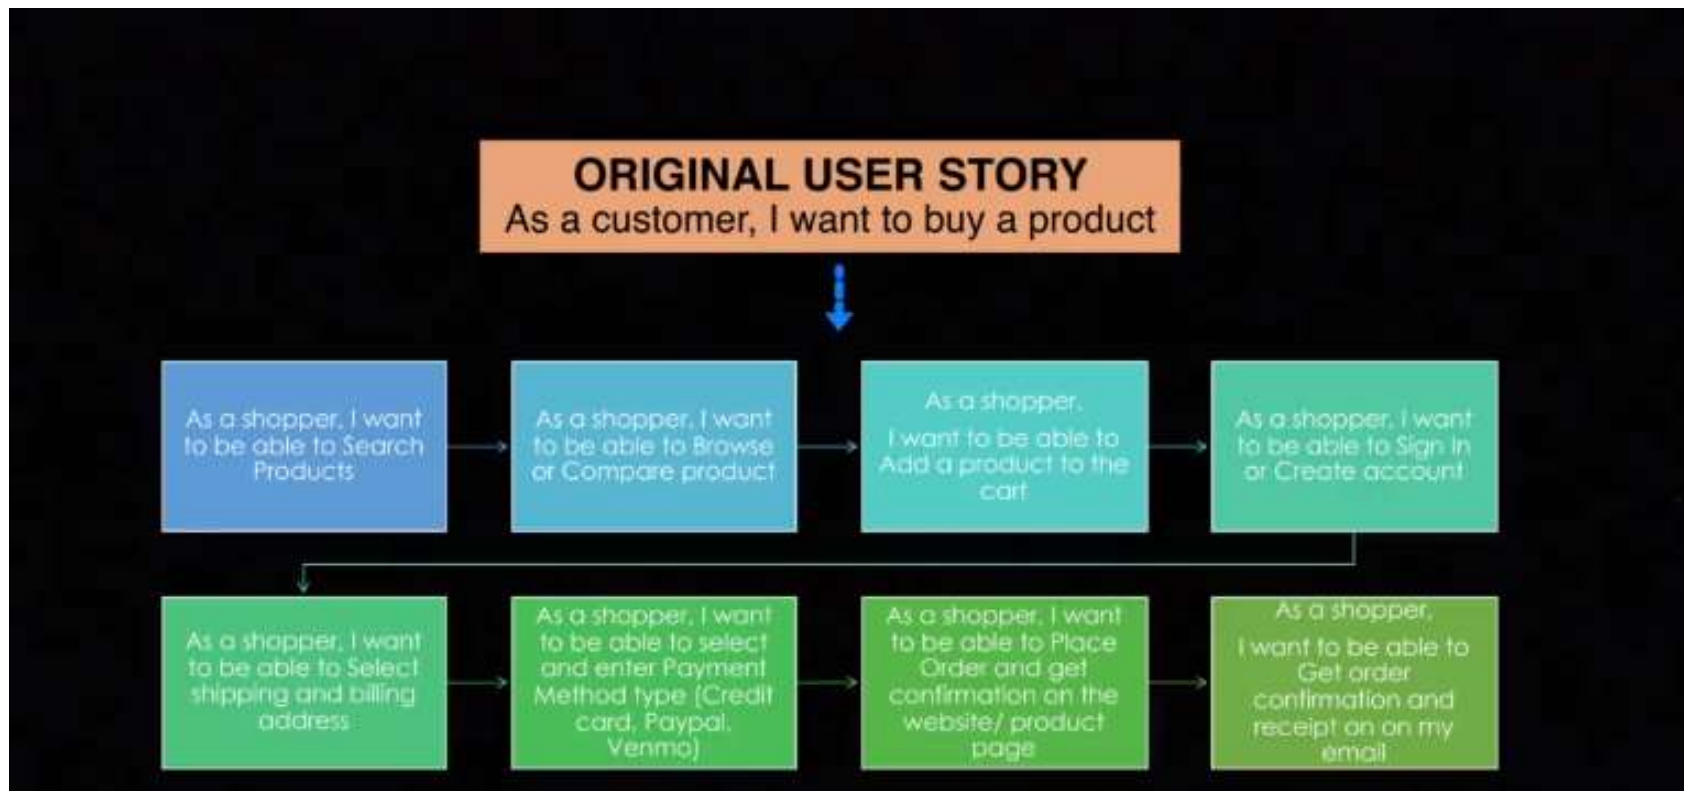 ORIGINAL USER STORY
As a customer, I want to buy a product
As a shopper, I want
to be able to Search
Products
As a shopper, I want
to be able to Browse
or Compare product
As a shopper,
I want to be able to
Add a product to the
cart
As a shopper, I want
to be able to Sign In
or Create account
As a shopper, I want
to be able to Select
shipping and billing
address
As a shopper, I want
to be able to select
and enter Payment
Method type (Credit
card, Paypal,
Venmo)
As a shopper, I want
to be able to Place
Order and get
confirmation on the
website/ product
page
As a shopper,
I want to be able to
Get order
confirmation and
receipt on on my
email